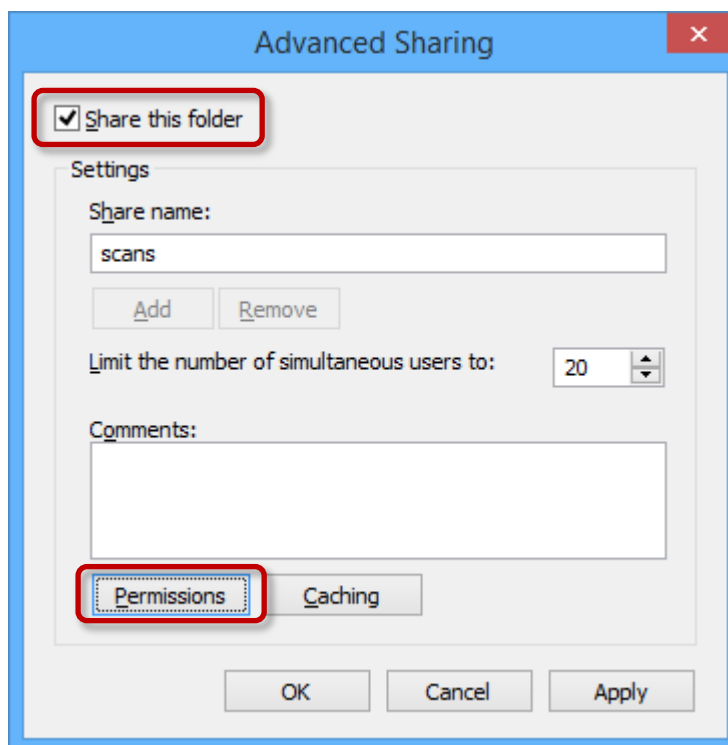 Advanced Sharing
Share this folder
Settings
Share name:
scans
Add Remove
Limit the number of simultaneous users to: 20
Comments:
Permissions Caching
OK Cancel Apply